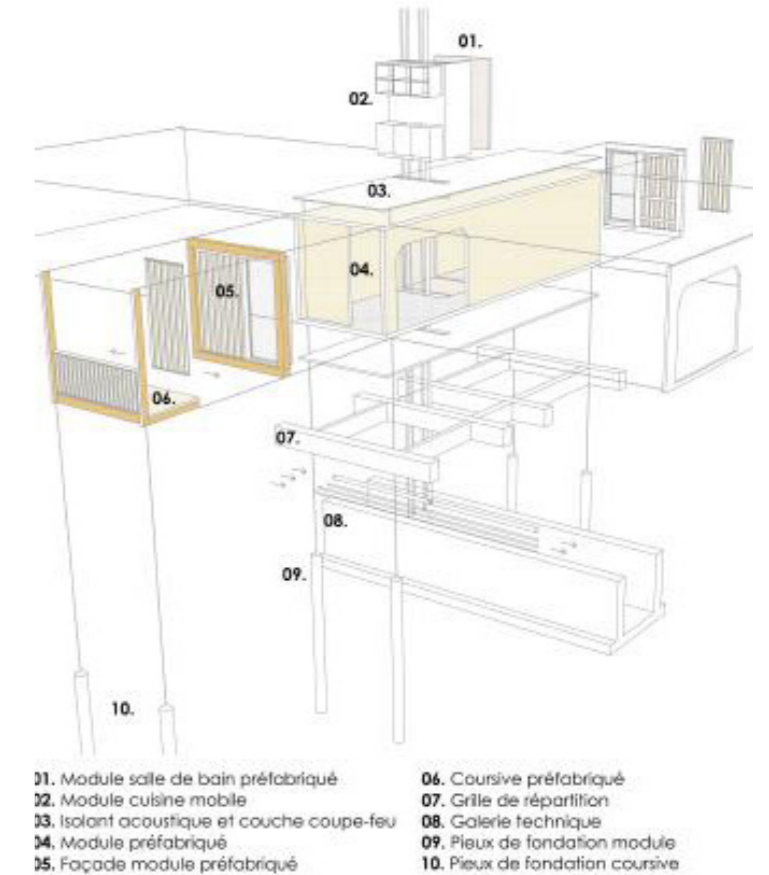 01.
02.
03.
04.
05.
06.
07.
08.
09.
10.
01. Module salle de bain préfabriqué
02. Module cuisine mobile
03. Isolant acoustique et couche coupe-feu
04. Module préfabriqué
05. Façade module préfabriqué
06. Coursive préfabriqué
07. Grille de répartition
08. Galerie technique
09. Pieux de fondation module
10. Pieux de fondation coursive